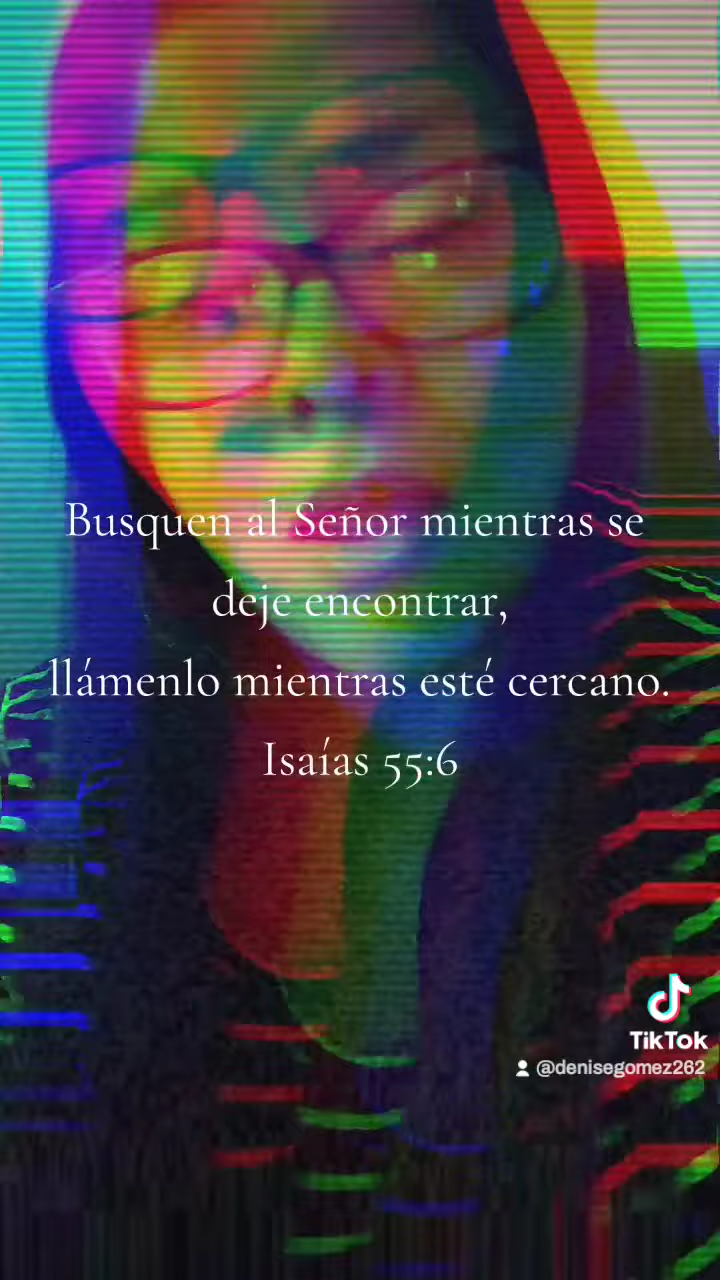 Busquen al Señor mientras se
deje encontrar,
llámenlo mientras esté cercano.
Isaías 55:6
TikTok
@denisegomez262